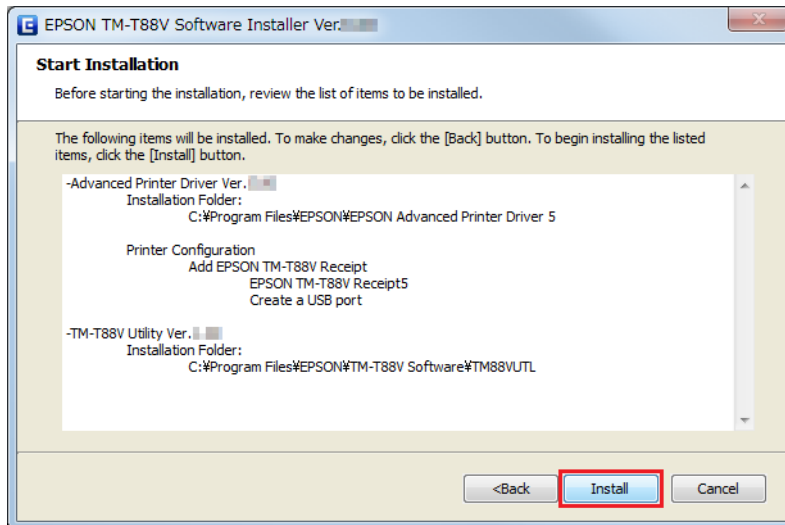 EPSON TM-T88V Software Installer Ver.
Start Installation
Before starting the installation, review the list of items to be installed.
The following items will be installed. To make changes, click the [Back] button. To begin installing the listed
items, click the [Install] button.
-Advanced Printer Driver Ver.
Installation Folder:
C:¥Program Files¥EPSON¥EPSON Advanced Printer Driver 5
Printer Configuration
Add EPSON TM-T88V Receipt
EPSON TM-T88V Receipt5
Create a USB port
-TM-T88V Utility Ver.
Installation Folder:
C:¥Program Files¥EPSON¥TM-T88V Software¥TM88VUTL
<Back Install Cancel